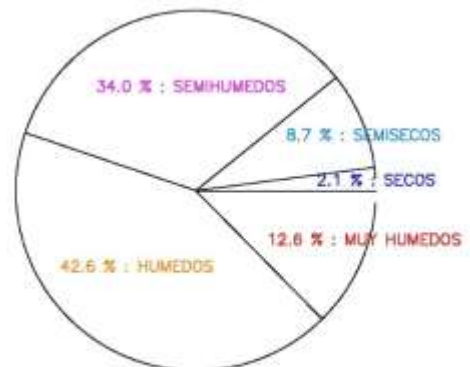 34.0 % : SEMIHUMEDOS
8.7 % : SEMISECOS
2.1 % : SECOS
12.6 % : MUY HUMEDOS
42.6 % : HUMEDOS